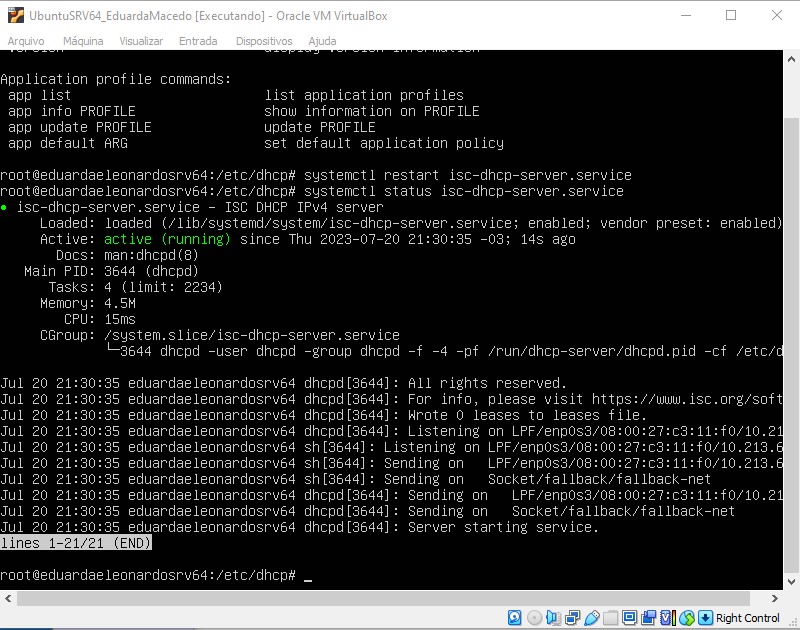 UbuntuSRV64_EduardaMacedo [Executando] - Oracle VM VirtualBox
Arquivo Máquina Visualizar Entrada Dispositivos Ajuda
version display version information
Application profile commands:
app list list application profiles
app info PROFILE show information on PROFILE
app update PROFILE update PROFILE
app default ARG set default application policy
root@eduardaeleonardosrv64:/etc/dhcp# systemctl restart isc-dhcp-server.service
root@eduardaeleonardosrv64:/etc/dhcp# systemctl status isc-dhcp-server.service
● isc-dhcp-server.service - ISC DHCP IPv4 server
Loaded: loaded (/lib/systemd/system/isc-dhcp-server.service; enabled; vendor preset: enabled)
Active: active (running) since Thu 2023-07-20 21:30:35 -03; 14s ago
Docs: man:dhcpd(8)
Main PID: 3644 (dhcpd)
Tasks: 4 (limit: 2234)
Memory: 4.5M
CPU: 15ms
CGroup: /system.slice/isc-dhcp-server.service
└─3644 dhcpd -user dhcpd -group dhcpd -f -4 -pf /run/dhcp-server/dhcpd.pid -cf /etc/d
Jul 20 21:30:35 eduardaeleonardosrv64 dhcpd[3644]: All rights reserved.
Jul 20 21:30:35 eduardaeleonardosrv64 dhcpd[3644]: For info, please visit https://www.isc.org/soft
Jul 20 21:30:35 eduardaeleonardosrv64 dhcpd[3644]: Wrote 0 leases to leases file.
Jul 20 21:30:35 eduardaeleonardosrv64 dhcpd[3644]: Listening on LPF/enp0s3/08:00:27:c3:11:f0/10.21
Jul 20 21:30:35 eduardaeleonardosrv64 sh[3644]: Listening on LPF/enp0s3/08:00:27:c3:11:f0/10.213.6
Jul 20 21:30:35 eduardaeleonardosrv64 sh[3644]: Sending on   LPF/enp0s3/08:00:27:c3:11:f0/10.213.6
Jul 20 21:30:35 eduardaeleonardosrv64 sh[3644]: Sending on   Socket/fallback/fallback-net
Jul 20 21:30:35 eduardaeleonardosrv64 dhcpd[3644]: Sending on   LPF/enp0s3/08:00:27:c3:11:f0/10.21
Jul 20 21:30:35 eduardaeleonardosrv64 dhcpd[3644]: Sending on   Socket/fallback/fallback-net
Jul 20 21:30:35 eduardaeleonardosrv64 dhcpd[3644]: Server starting service.
lines 1-21/21 (END)
root@eduardaeleonardosrv64:/etc/dhcp# _
Right Control